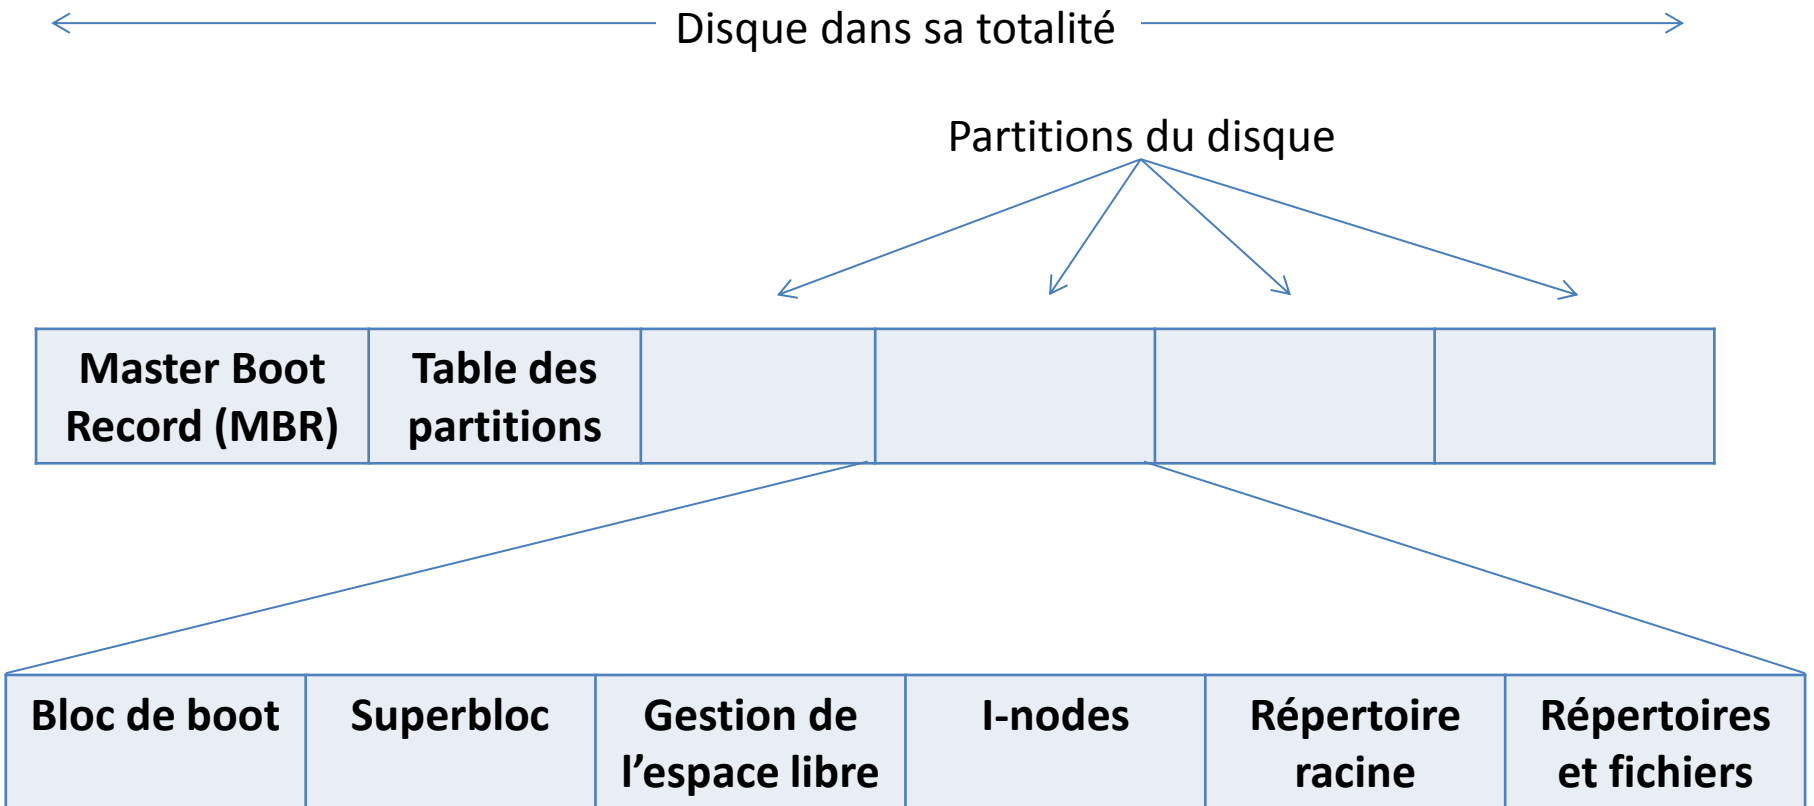 Disque dans sa totalité
Partitions du disque
Master Boot
Record (MBR)
Table des
partitions
Bloc de boot
Superbloc
Gestion de
l’espace libre
I-nodes
Répertoire
racine
Répertoires
et fichiers